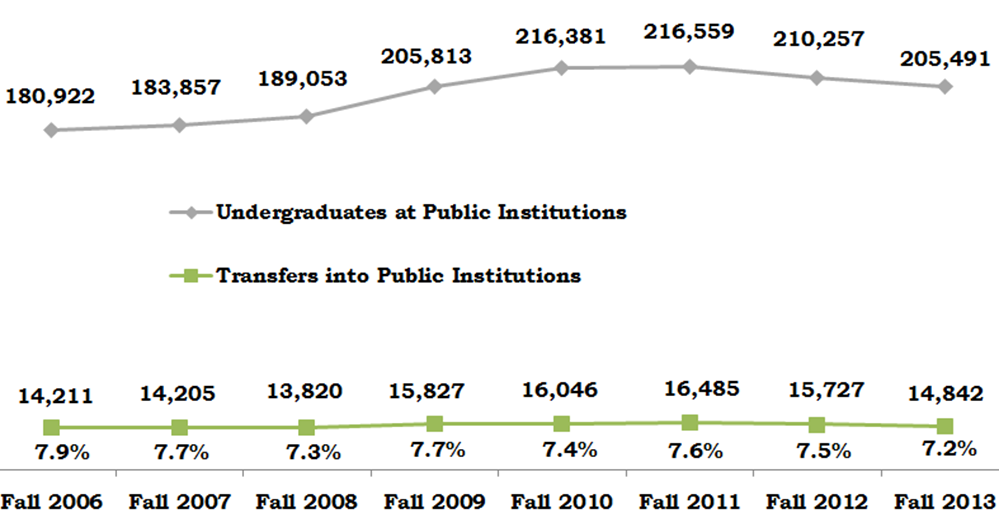 180,922 183,857 189,053 205,813 216,381 216,559 210,257 205,491
Undergraduates at Public Institutions
Transfers into Public Institutions
14,211 14,205 13,820 15,827 16,046 16,485 15,727 14,842
7.9% 7.7% 7.3% 7.7% 7.4% 7.6% 7.5% 7.2%
Fall 2006 Fall 2007 Fall 2008 Fall 2009 Fall 2010 Fall 2011 Fall 2012 Fall 2013